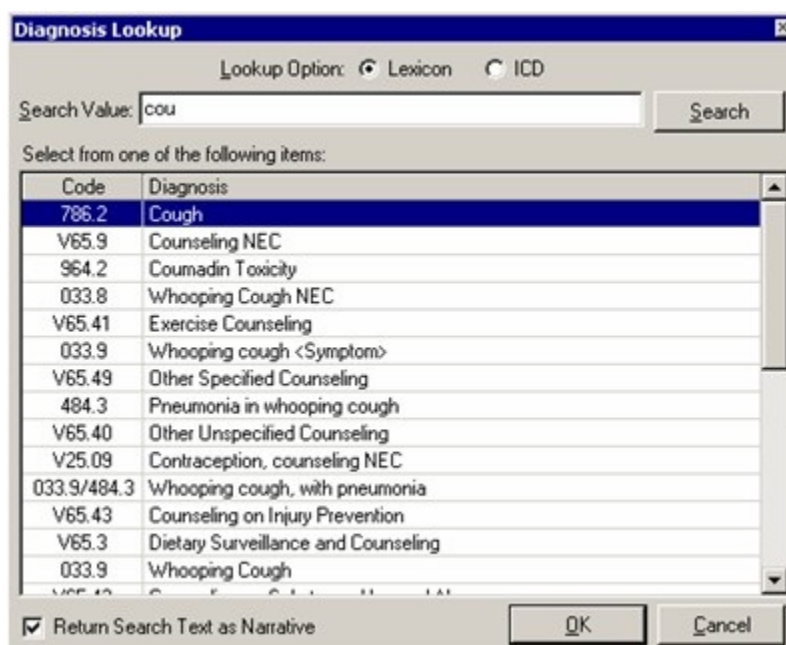 Diagnosis Lookup
Lookup Option: Lexicon ICD
Search Value: cou Search
Select from one of the following items:
Code Diagnosis
786.2 Cough
V65.9 Counseling NEC
964.2 Coumadin Toxicity
033.8 Whooping Cough NEC
V65.41 Exercise Counseling
033.9 Whooping cough <Symptom>
V65.49 Other Specified Counseling
484.3 Pneumonia in whooping cough
V65.40 Other Unspecified Counseling
V25.09 Contraception, counseling NEC
033.9/484.3 Whooping cough, with pneumonia
V65.43 Counseling on Injury Prevention
V65.3 Dietary Surveillance and Counseling
033.9 Whooping Cough
Return Search Text as Narrative OK Cancel